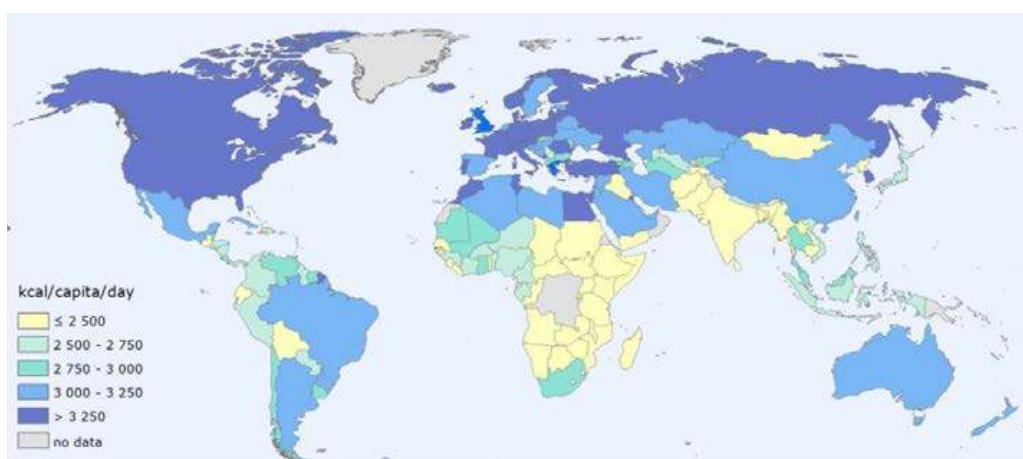 kcal/capita/day
≤ 2 500
2 500 - 2 750
2 750 - 3 000
3 000 - 3 250
> 3 250
no data